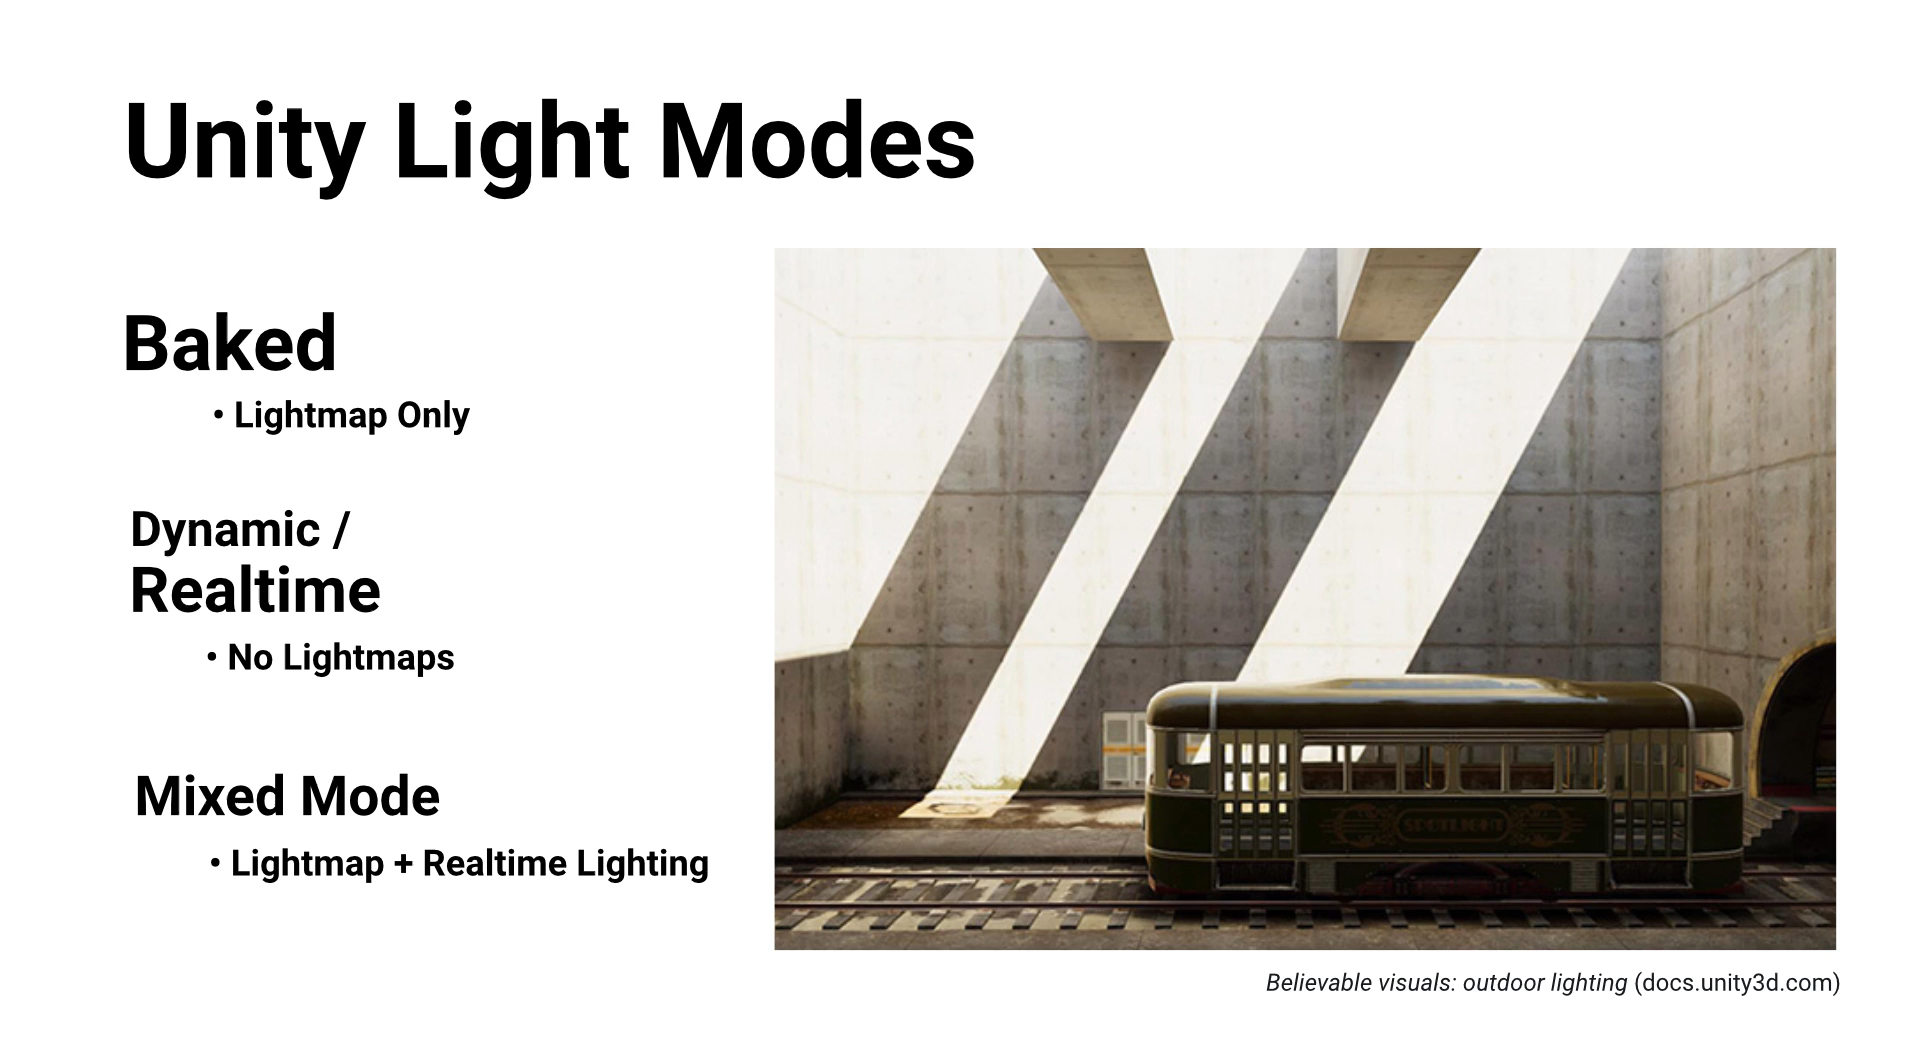 Unity Light Modes
Baked
• Lightmap Only
Dynamic /
Realtime
• No Lightmaps
Mixed Mode
• Lightmap + Realtime Lighting
SPOTLIGHT
Believable visuals: outdoor lighting (docs.unity3d.com)